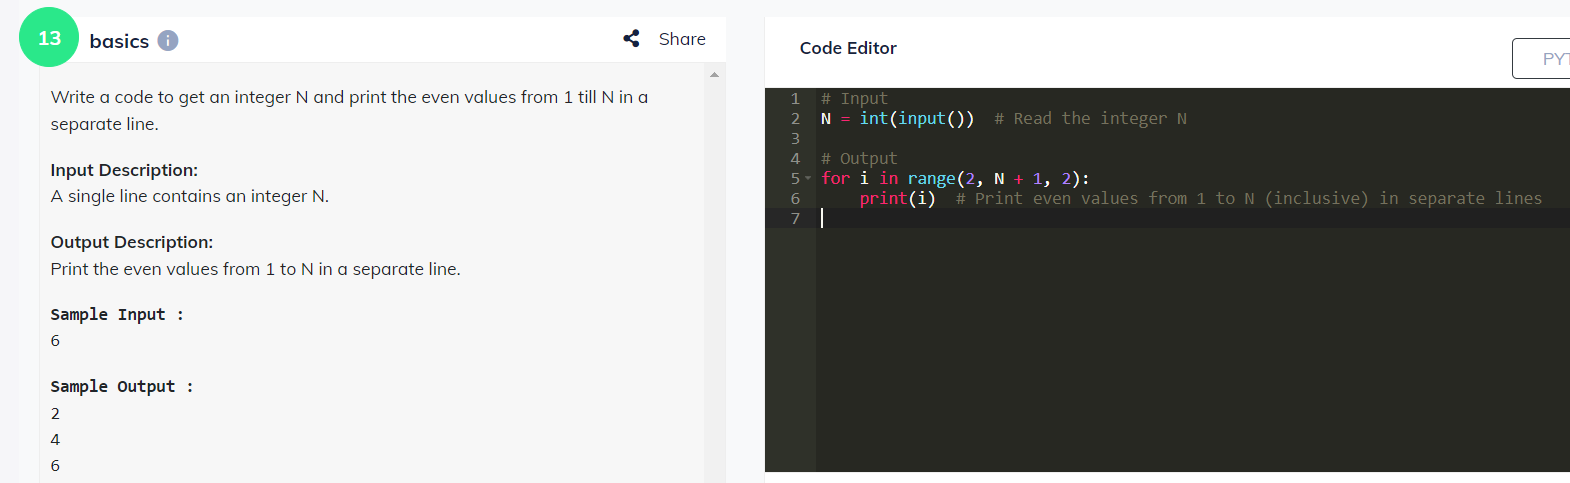 13
basics
Share
Write a code to get an integer N and print the even values from 1 till N in a
separate line.
Input Description:
A single line contains an integer N.
Output Description:
Print the even values from 1 to N in a separate line.
Sample Input :
6
Sample Output :
2
4
6
Code Editor
1 # Input
2 N = int(input())  # Read the integer N
3
4 # Output
5 for i in range(2, N + 1, 2):
6     print(i)  # Print even values from 1 to N (inclusive) in separate lines
7